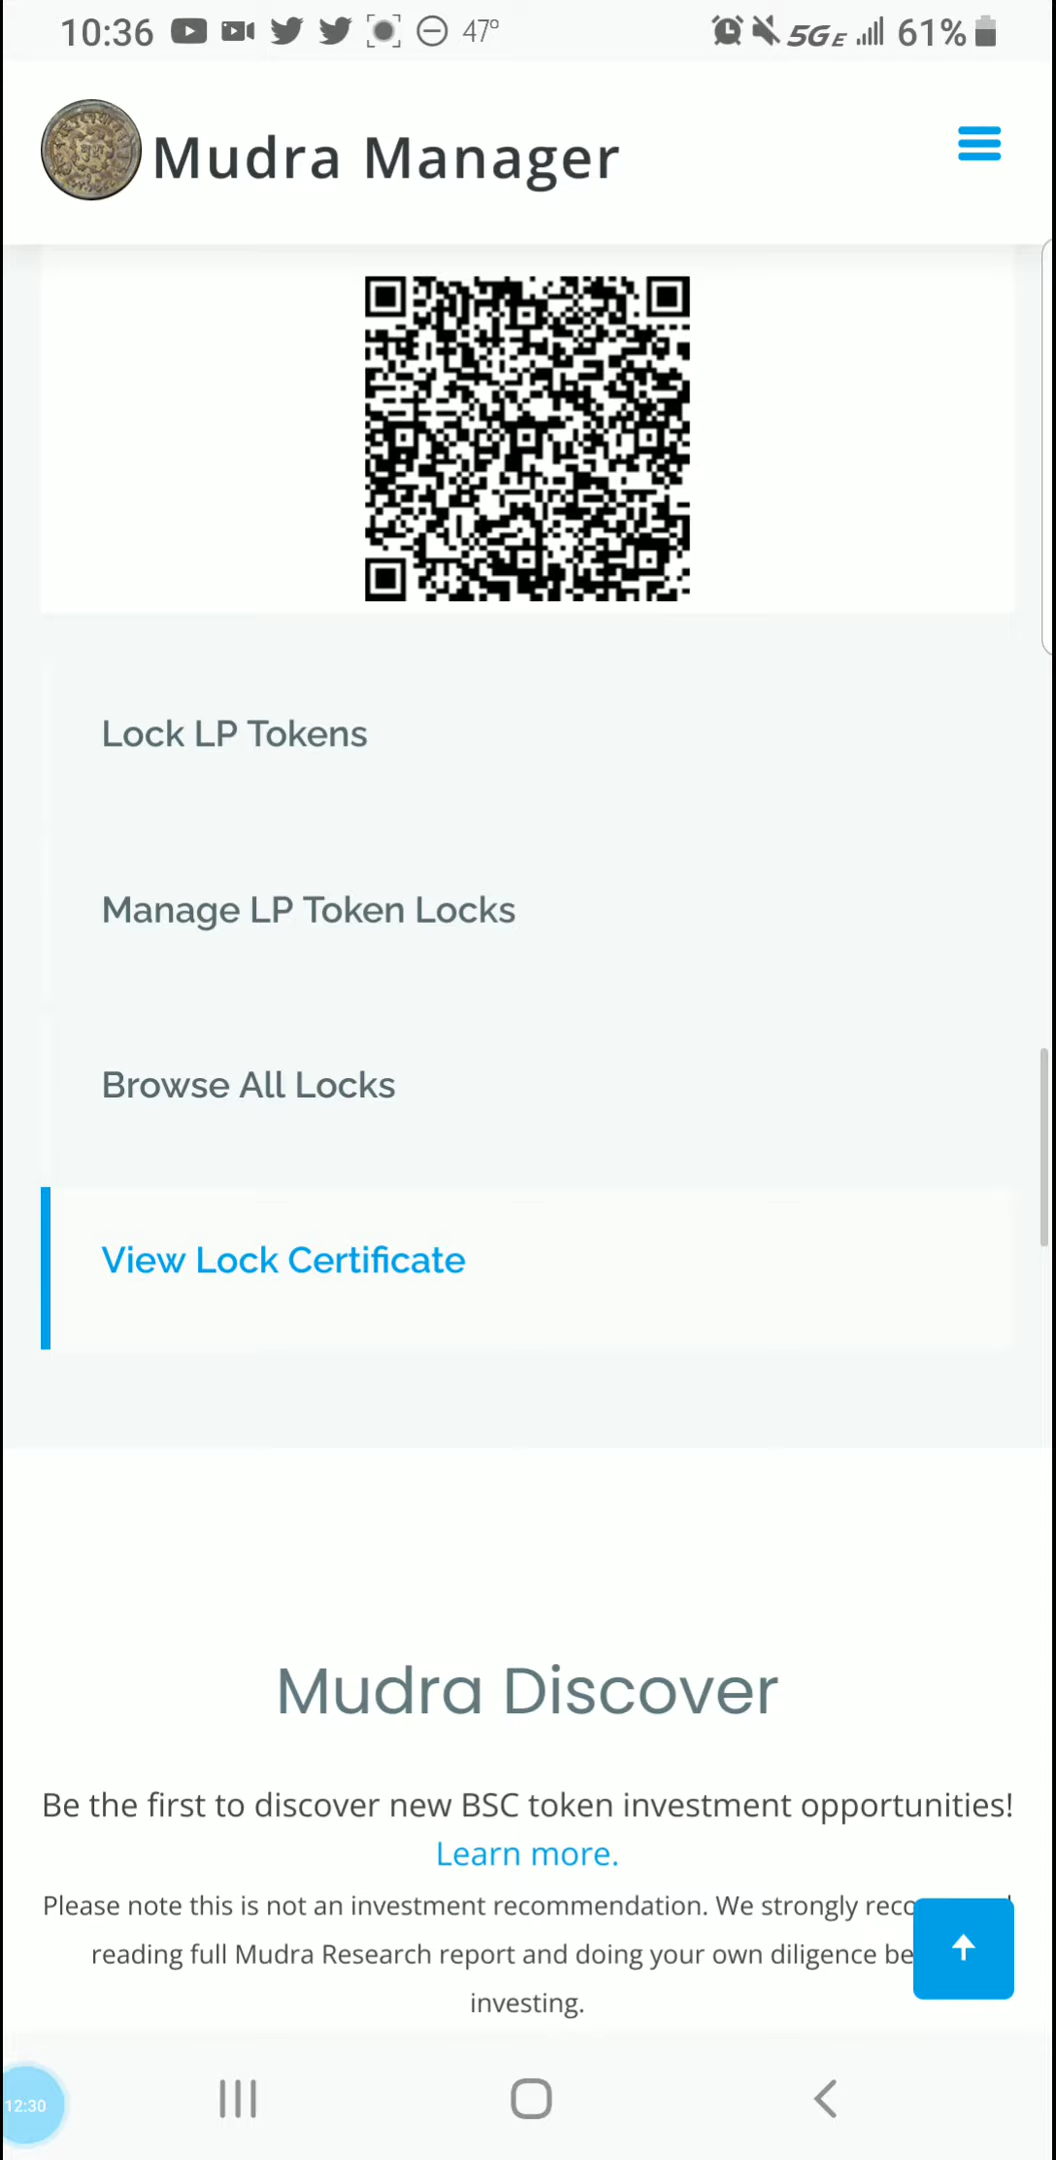 10:36 47° 5GE 61%
Mudra Manager
Lock LP Tokens
Manage LP Token Locks
Browse All Locks
View Lock Certificate
Mudra Discover
Be the first to discover new BSC token investment opportunities!
Learn more.
Please note this is not an investment recommendation. We strongly
reading full Mudra Research report and doing your own diligence
investing.
12:30